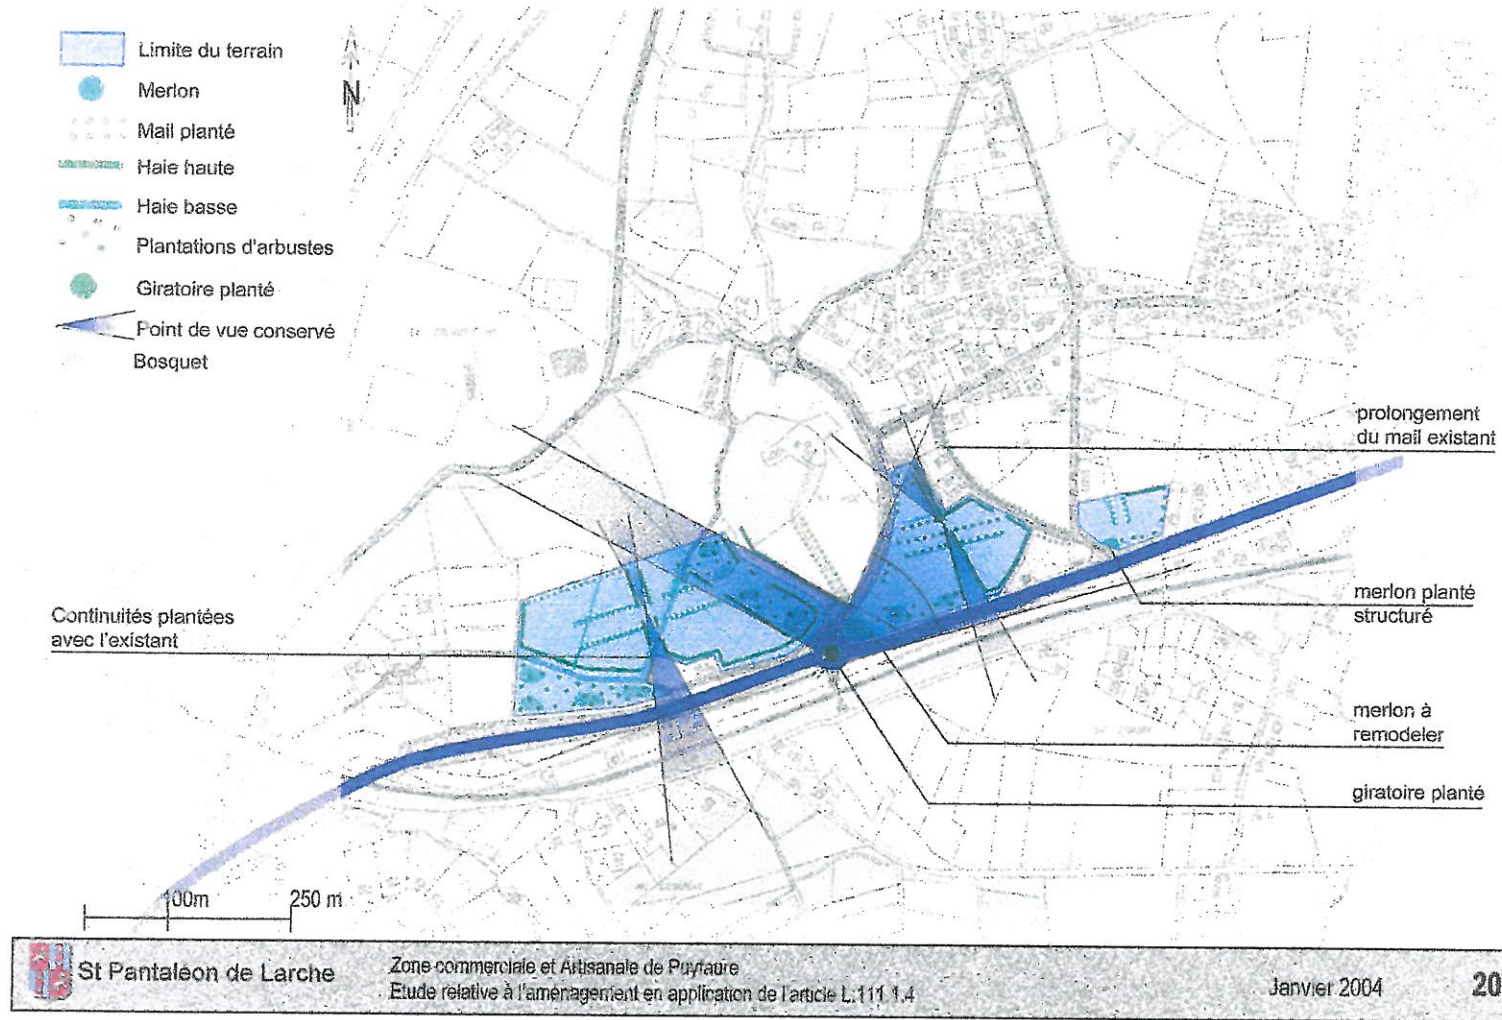 Limite du terrain
Merlon
Mail planté
Haie haute
Haie basse
Plantations d'arbustes
Giratoire planté
Point de vue conservé
Bosquet
N
prolongement
du mail existant
Continuités plantées
avec l'existant
merlon planté
structuré
merlon à
remodeler
giratoire planté
100m
250 m
St Pantaléon de Larche
Zone commerciale et Artisanale de Puyfaure
Etude relative à l'aménagement en application de l'article L.111.1.4
Janvier 2004
20